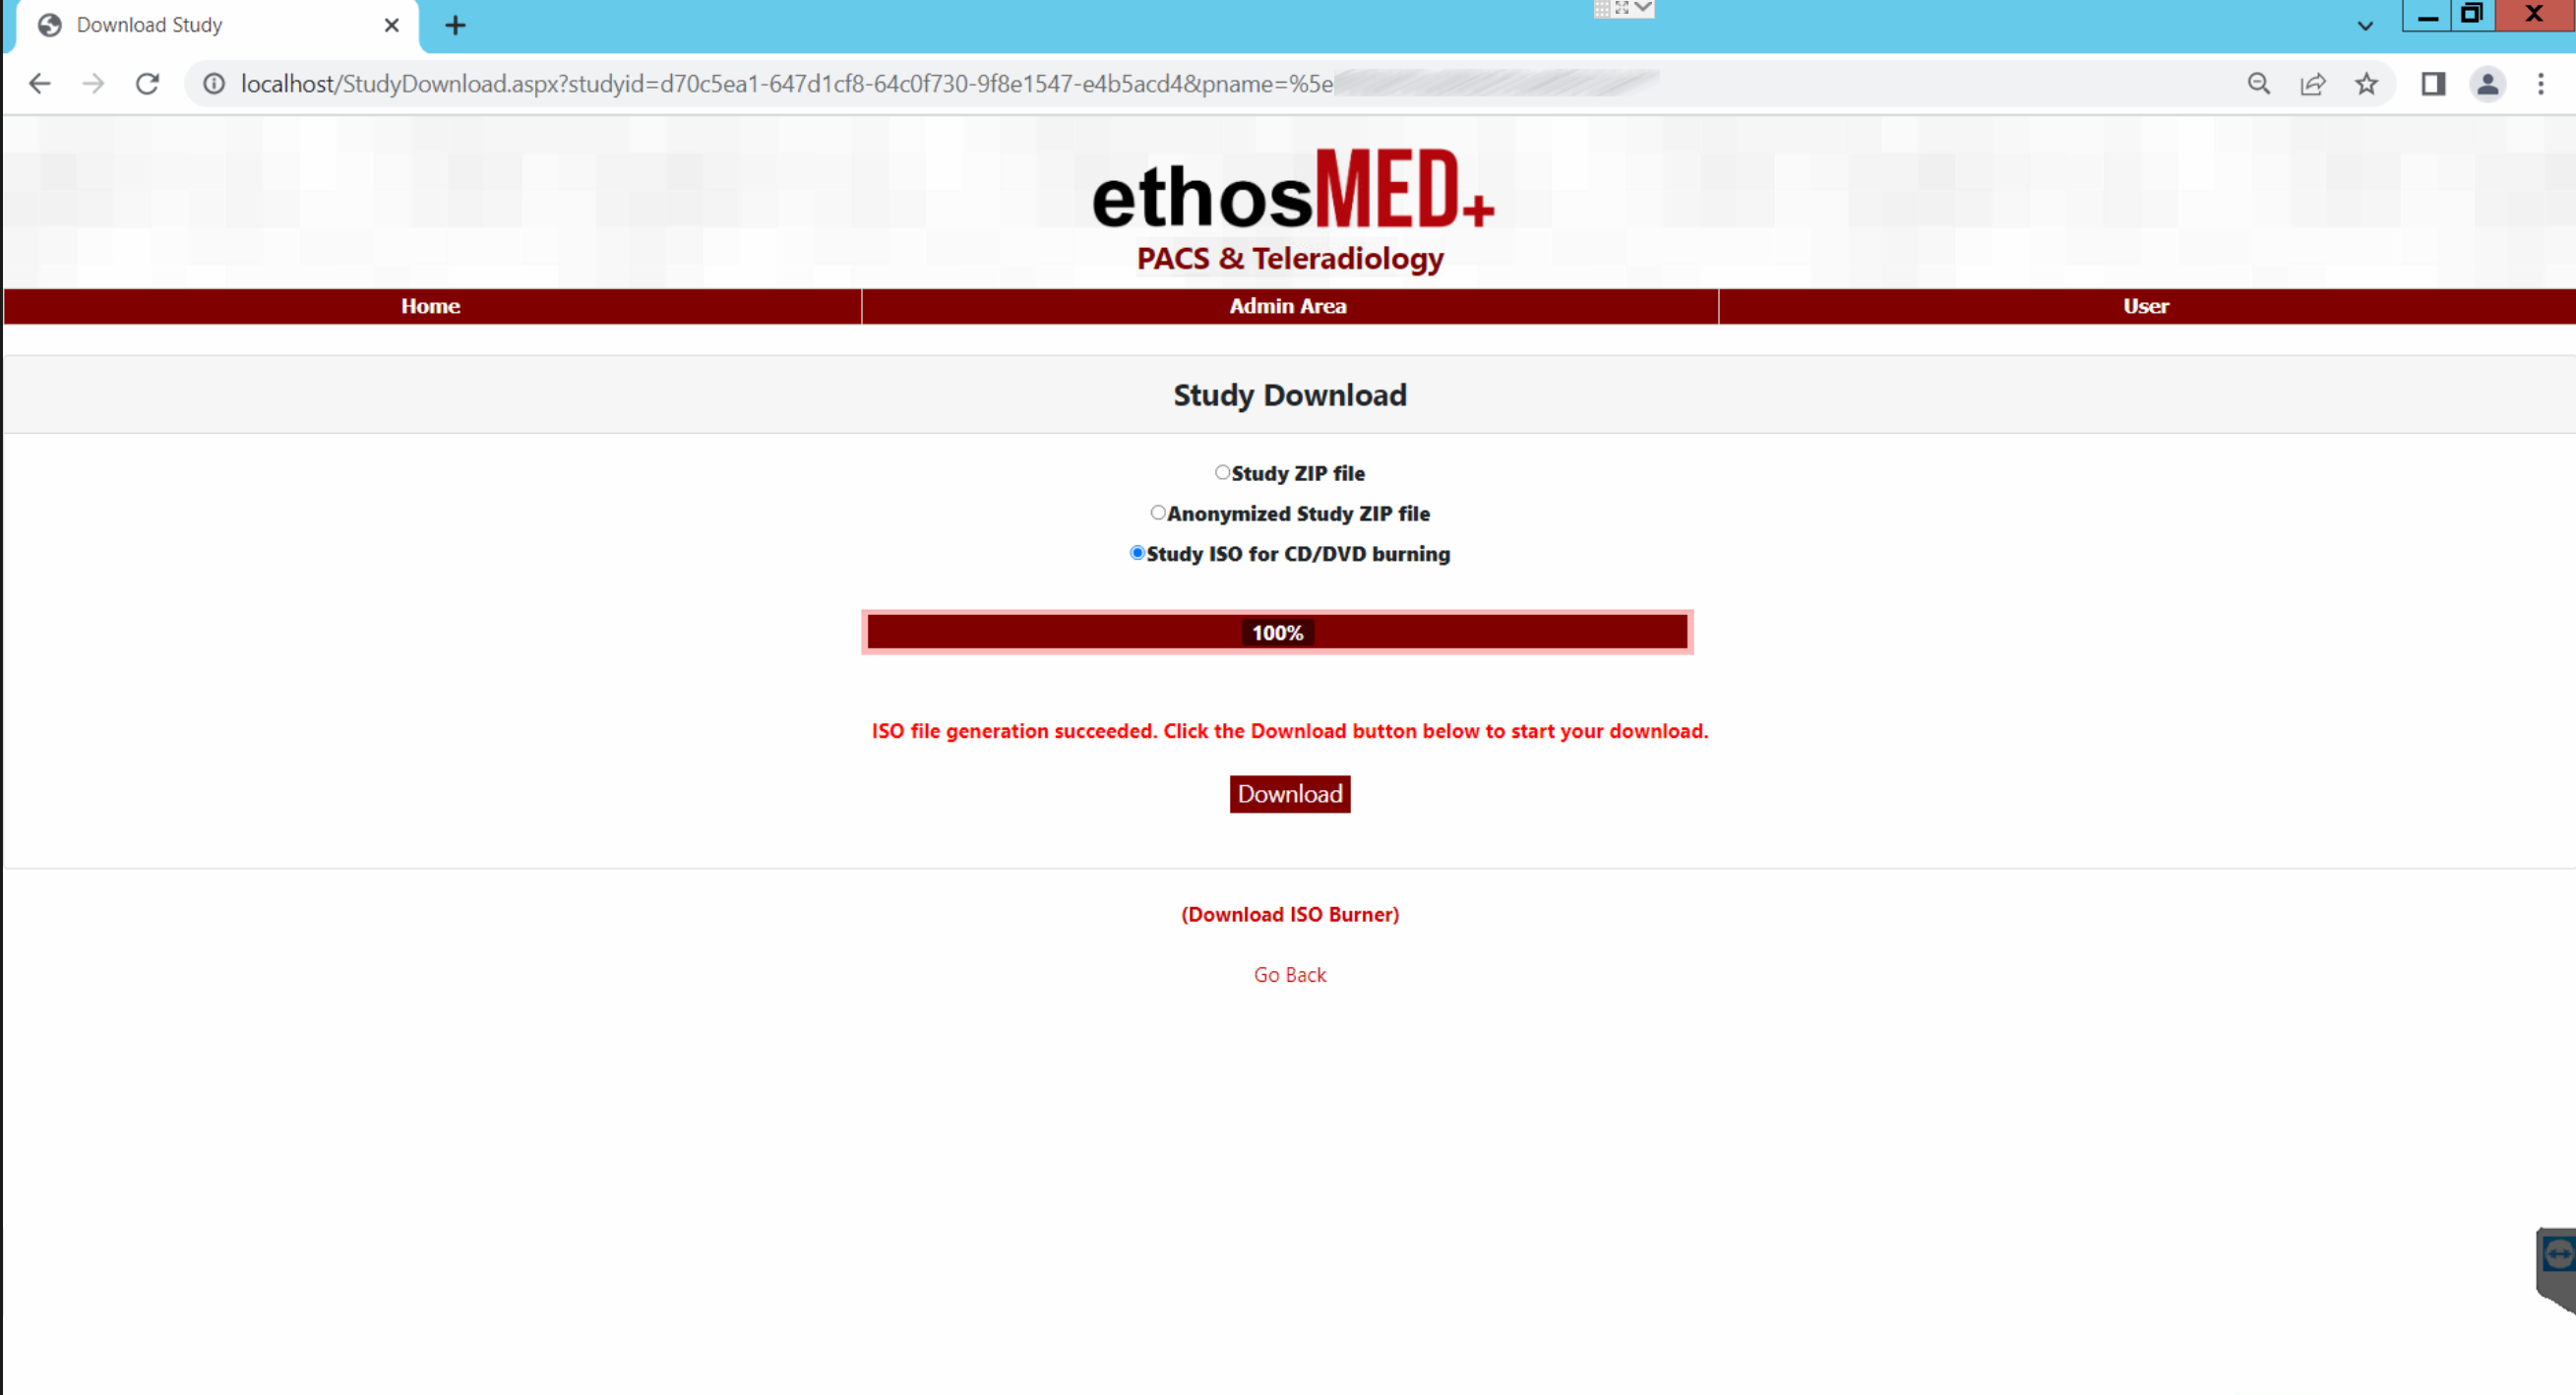 Download Study
localhost/StudyDownload.aspx?studyid=d70c5ea1-647d1cf8-64c0f730-9f8e1547-e4b5acd4&pname=%5e
ethosMED+
PACS & Teleradiology
Home Admin Area User
Study Download
Study ZIP file
Anonymized Study ZIP file
Study ISO for CD/DVD burning
100%
ISO file generation succeeded. Click the Download button below to start your download.
Download
(Download ISO Burner)
Go Back